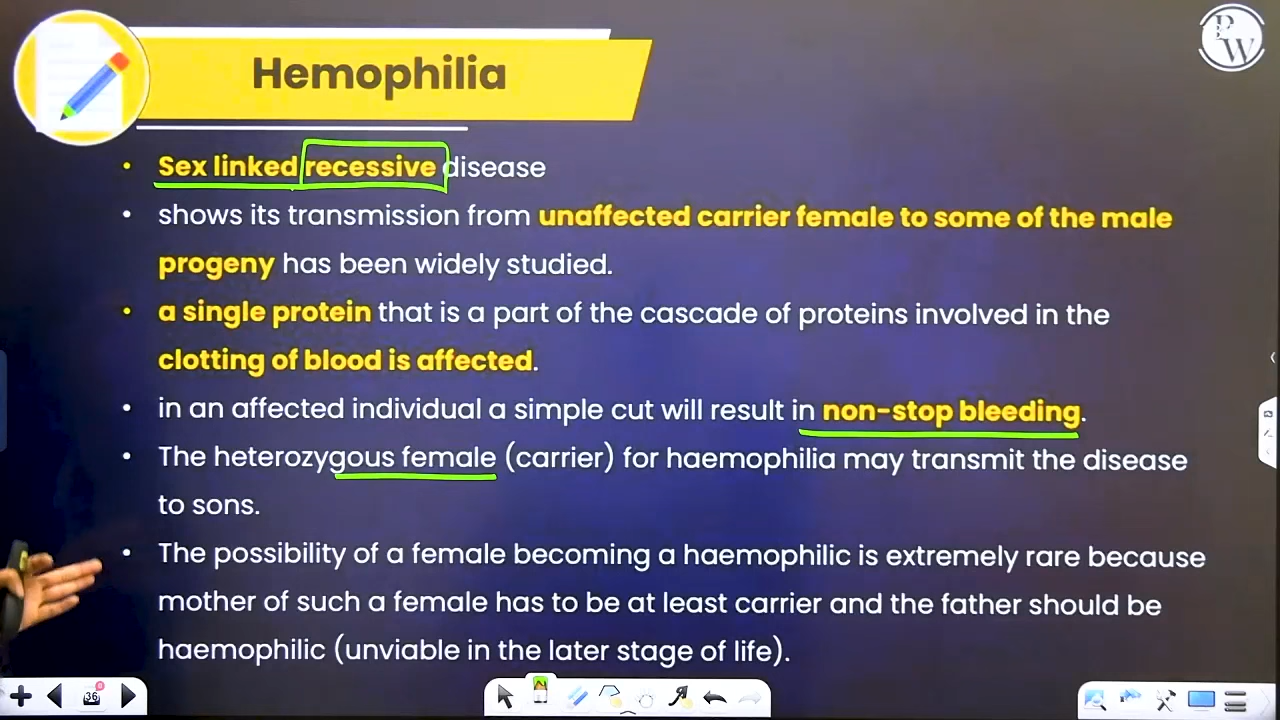 Hemophilia
PW
• Sex linked recessive disease
• shows its transmission from unaffected carrier female to some of the male
progeny has been widely studied.
• a single protein that is a part of the cascade of proteins involved in the
clotting of blood is affected.
• in an affected individual a simple cut will result in non-stop bleeding.
• The heterozygous female (carrier) for haemophilia may transmit the disease
to sons.
• The possibility of a female becoming a haemophilic is extremely rare because
mother of such a female has to be at least carrier and the father should be
haemophilic (unviable in the later stage of life).
36